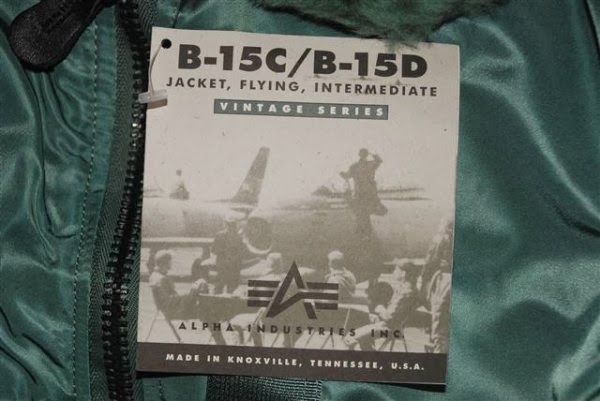 B-15C/B-15D
JACKET, FLYING, INTERMEDIATE
VINTAGE SERIES
ALPHA INDUSTRIES INC.
MADE IN KNOXVILLE, TENNESSEE, U.S.A.